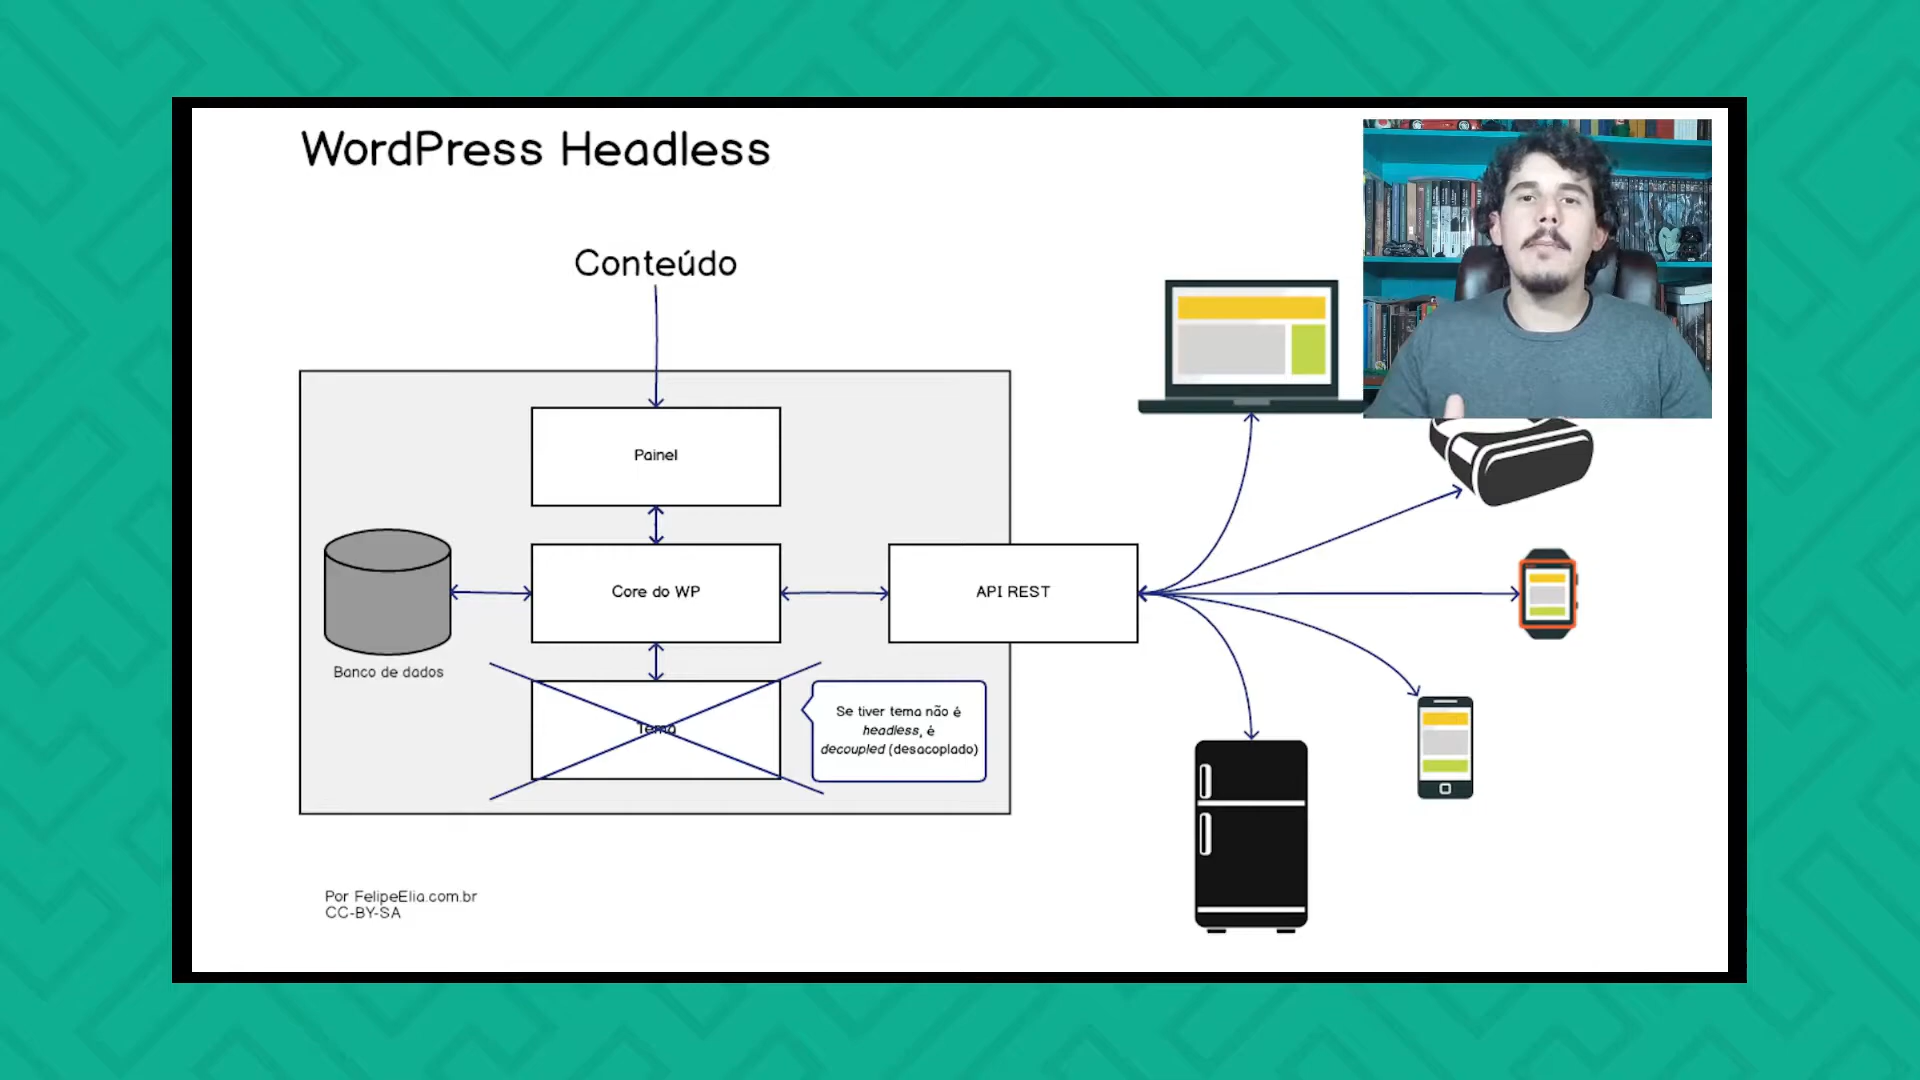 WordPress Headless
Conteúdo
Painel
Core do WP
API REST
Banco de dados
Tema
Se tiver tema não é
headless, é
decoupled (desacoplado)
Por FelipeElia.com.br
CC-BY-SA